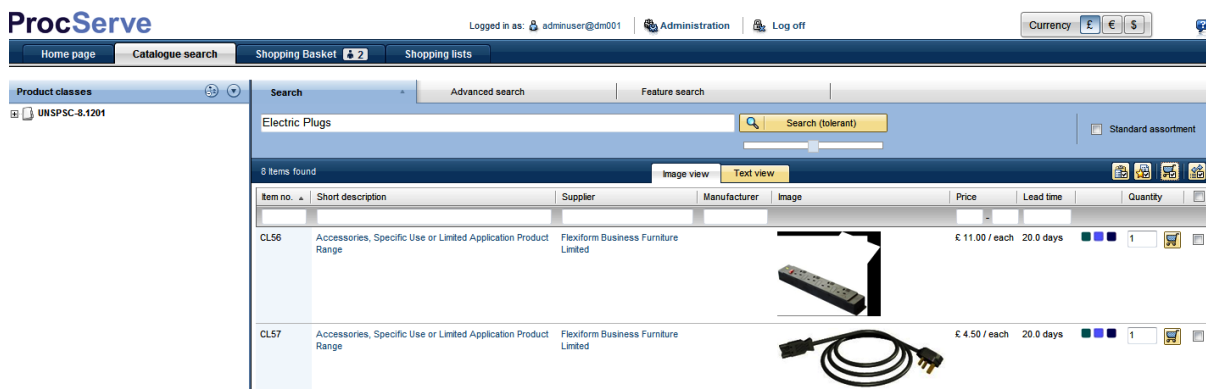 ProcServe
Logged in as: adminuser@dm001 Administration Log off Currency £ € $
Home page Catalogue search Shopping Basket 2 Shopping lists
Product classes Search Advanced search Feature search
UNSPSC-8.1201
Electric Plugs Search (tolerant) Standard assortment
8 Items found Image view Text view
Item no. Short description Supplier Manufacturer Image Price Lead time Quantity
-
CL56 Accessories, Specific Use or Limited Application Product Flexiform Business Furniture £ 11.00 / each 20.0 days 1
Range Limited
CL57 Accessories, Specific Use or Limited Application Product Flexiform Business Furniture £ 4.50 / each 20.0 days 1
Range Limited